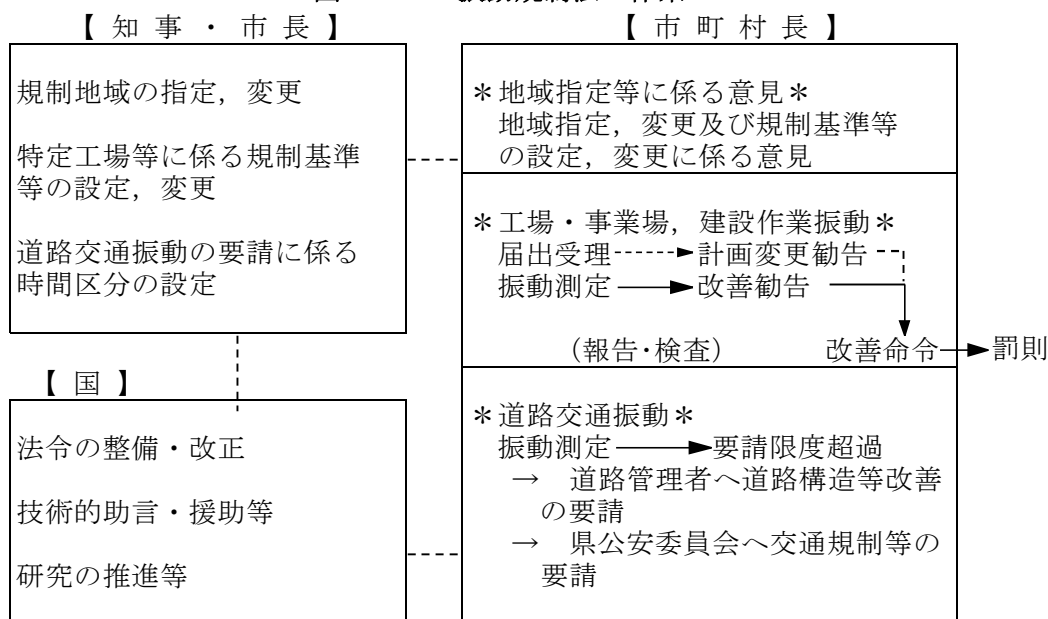 【 知 事 ・ 市 長 】
規制地域の指定，変更
特定工場等に係る規制基準
等の設定，変更
道路交通振動の要請に係る
時間区分の設定
【 国 】
法令の整備・改正
技術的助言・援助等
研究の推進等
【 市 町 村 長 】
＊地域指定等に係る意見＊
地域指定，変更及び規制基準等
の設定，変更に係る意見
＊工場・事業場，建設作業振動＊
届出受理 計画変更勧告
振動測定 改善勧告
（報告・検査） 改善命令 罰則
＊道路交通振動＊
振動測定 要請限度超過
→ 道路管理者へ道路構造等改善
の要請
→ 県公安委員会へ交通規制等の
要請